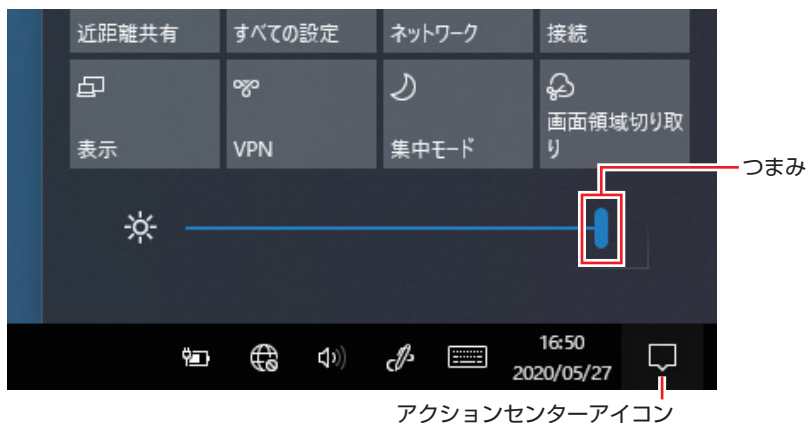 近距離共有 すべての設定 ネットワーク 接続
表示 VPN 集中モード 画面領域切り取
り
つまみ
16:50
2020/05/27
アクションセンターアイコン